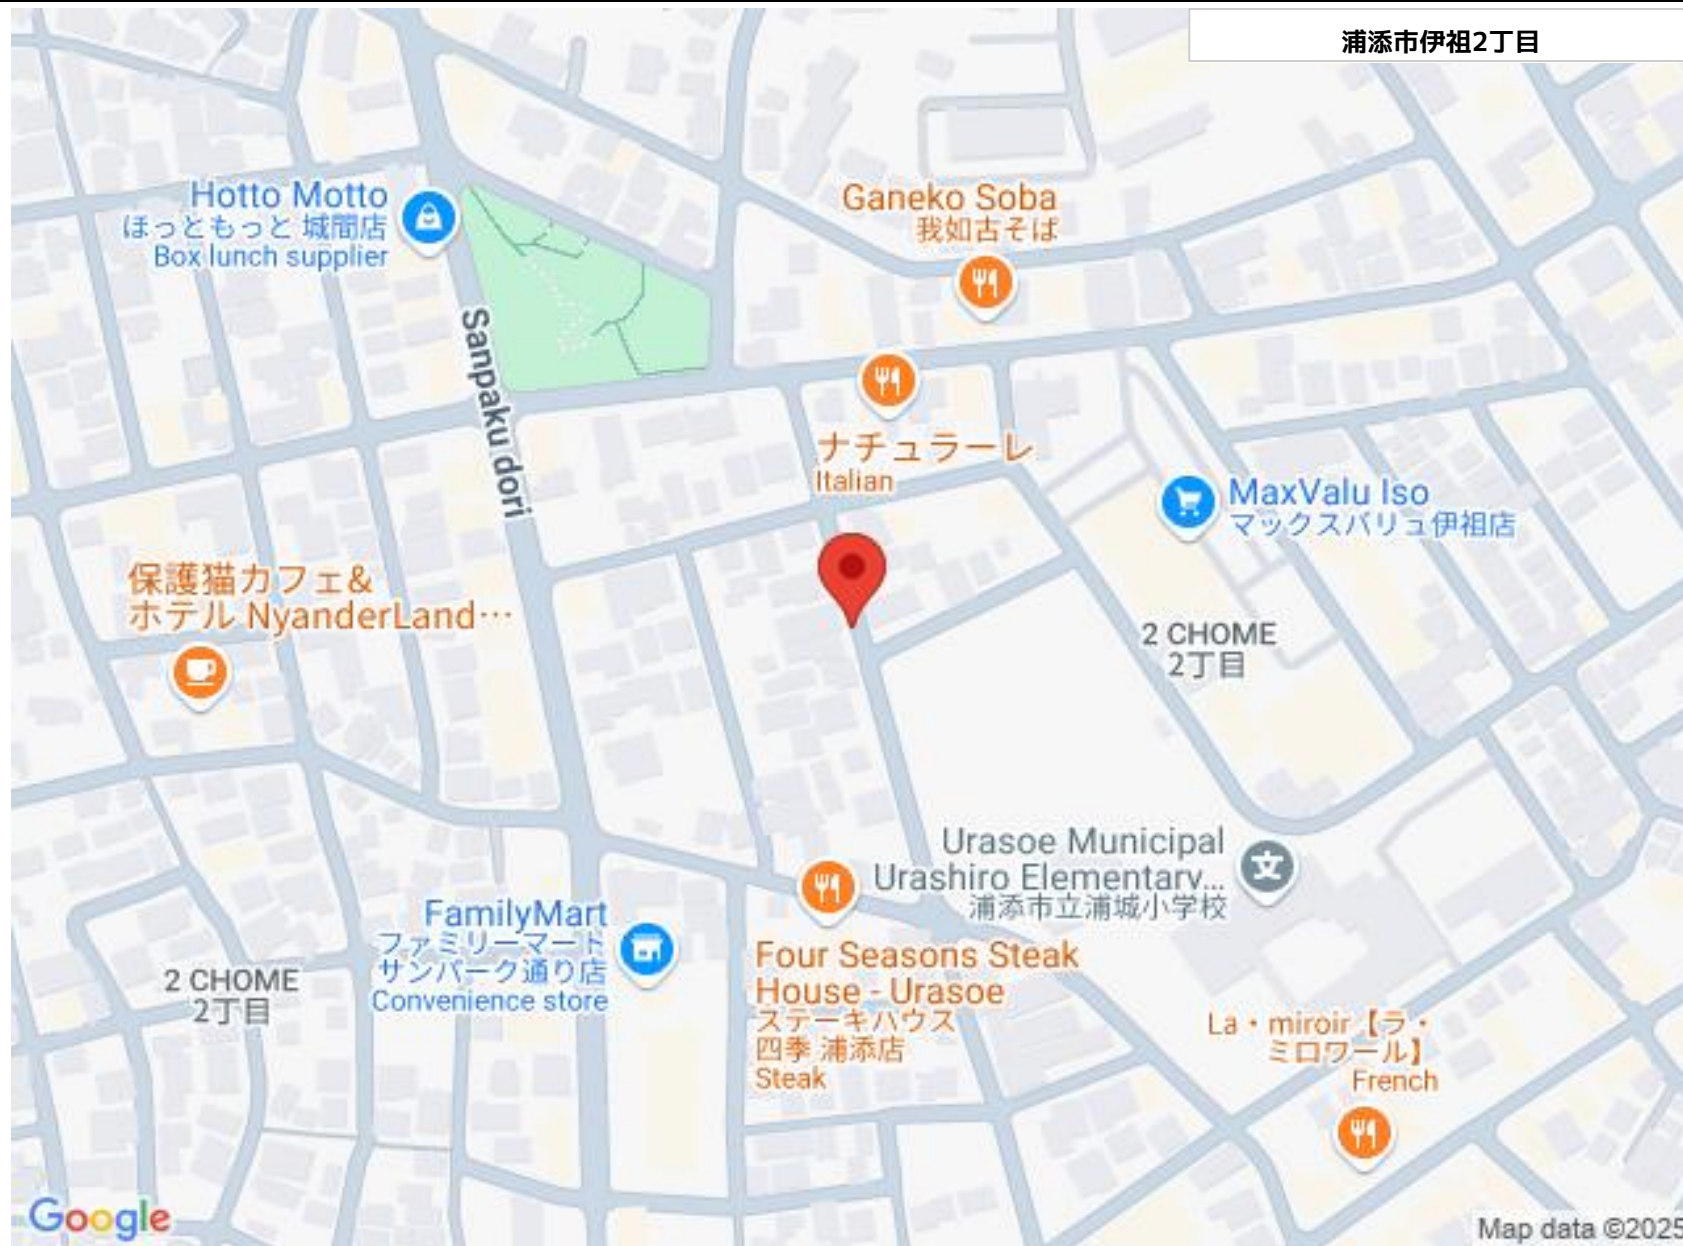 浦添市伊祖2丁目
Hotto Motto
ほっともっと 城間店
Box lunch supplier
Ganeko Soba
我如古そば
Sanpaku dori
ナチュラーレ
Italian
MaxValu Iso
マックスバリュ伊祖店
保護猫カフェ&
ホテル NyanderLand…
2 CHOME
2丁目
Urasoe Municipal
Urashiro Elementary...
浦添市立浦城小学校
文
FamilyMart
ファミリーマート
サンパーク通り店
Convenience store
2 CHOME
2丁目
Four Seasons Steak
House - Urasoe
ステーキハウス
四季 浦添店
Steak
La・miroir【ラ・
ミロワール】
French
Google
Map data ©2025